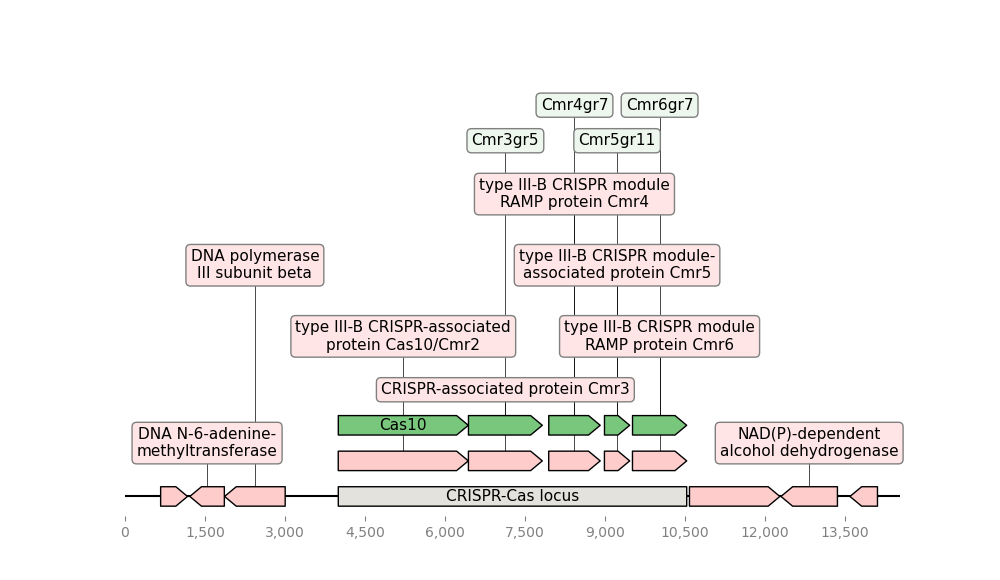 Cmr4gr7
Cmr6gr7
Cmr3gr5
Cmr5gr11
type III-B CRISPR module
RAMP protein Cmr4
DNA polymerase
III subunit beta
type III-B CRISPR module-
associated protein Cmr5
type III-B CRISPR-associated
protein Cas10/Cmr2
type III-B CRISPR module
RAMP protein Cmr6
CRISPR-associated protein Cmr3
Cas10
DNA N-6-adenine-
methyltransferase
NAD(P)-dependent
alcohol dehydrogenase
CRISPR-Cas locus
0 1,500 3,000 4,500 6,000 7,500 9,000 10,500 12,000 13,500